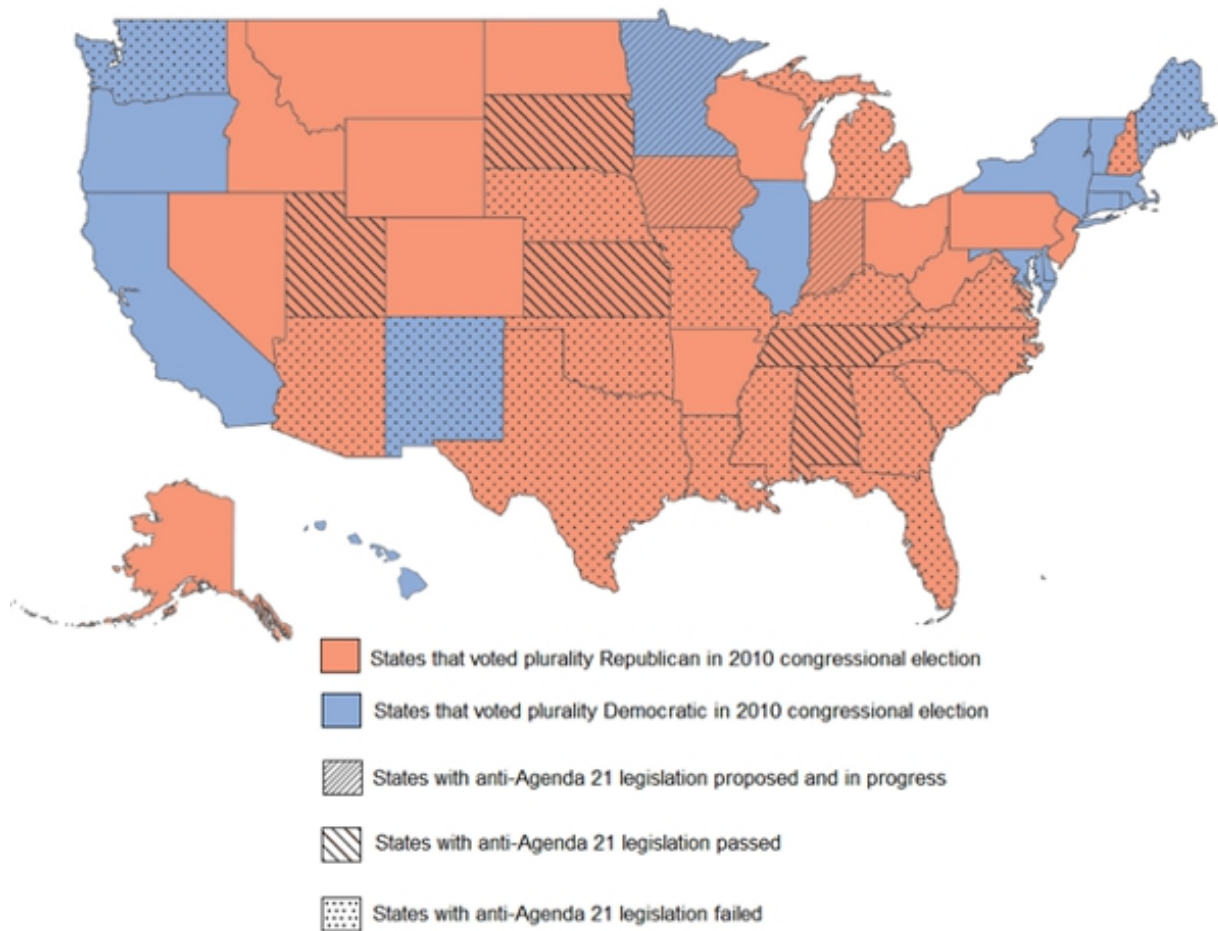 States that voted plurality Republican in 2010 congressional election
States that voted plurality Democratic in 2010 congressional election
States with anti-Agenda 21 legislation proposed and in progress
States with anti-Agenda 21 legislation passed
States with anti-Agenda 21 legislation failed